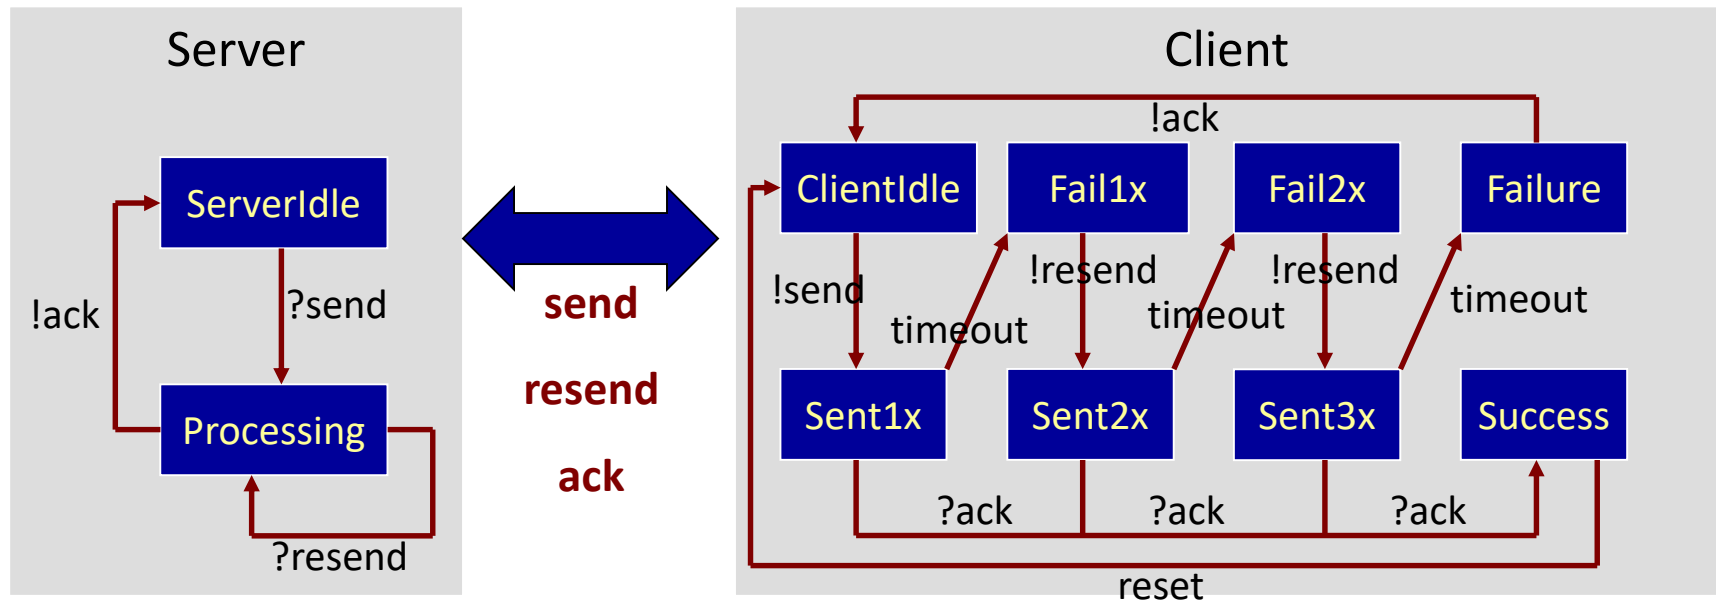 Server
ServerIdle
!ack
?send
Processing
?resend
send
resend
ack
Client
!ack
ClientIdle
Fail1x
Fail2x
Failure
!send
!resend
!resend
timeout
timeout
timeout
Sent1x
Sent2x
Sent3x
Success
?ack
?ack
?ack
reset